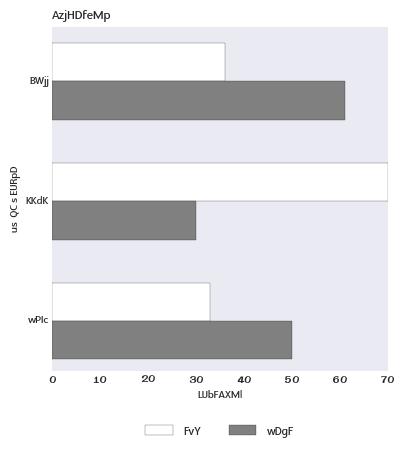 AzjHDfeMp
BWjj
KKdK
wPlc
us QC s EURpD
0 10 20 30 40 50 60 70
LUbFAXMl
FvY wDgF